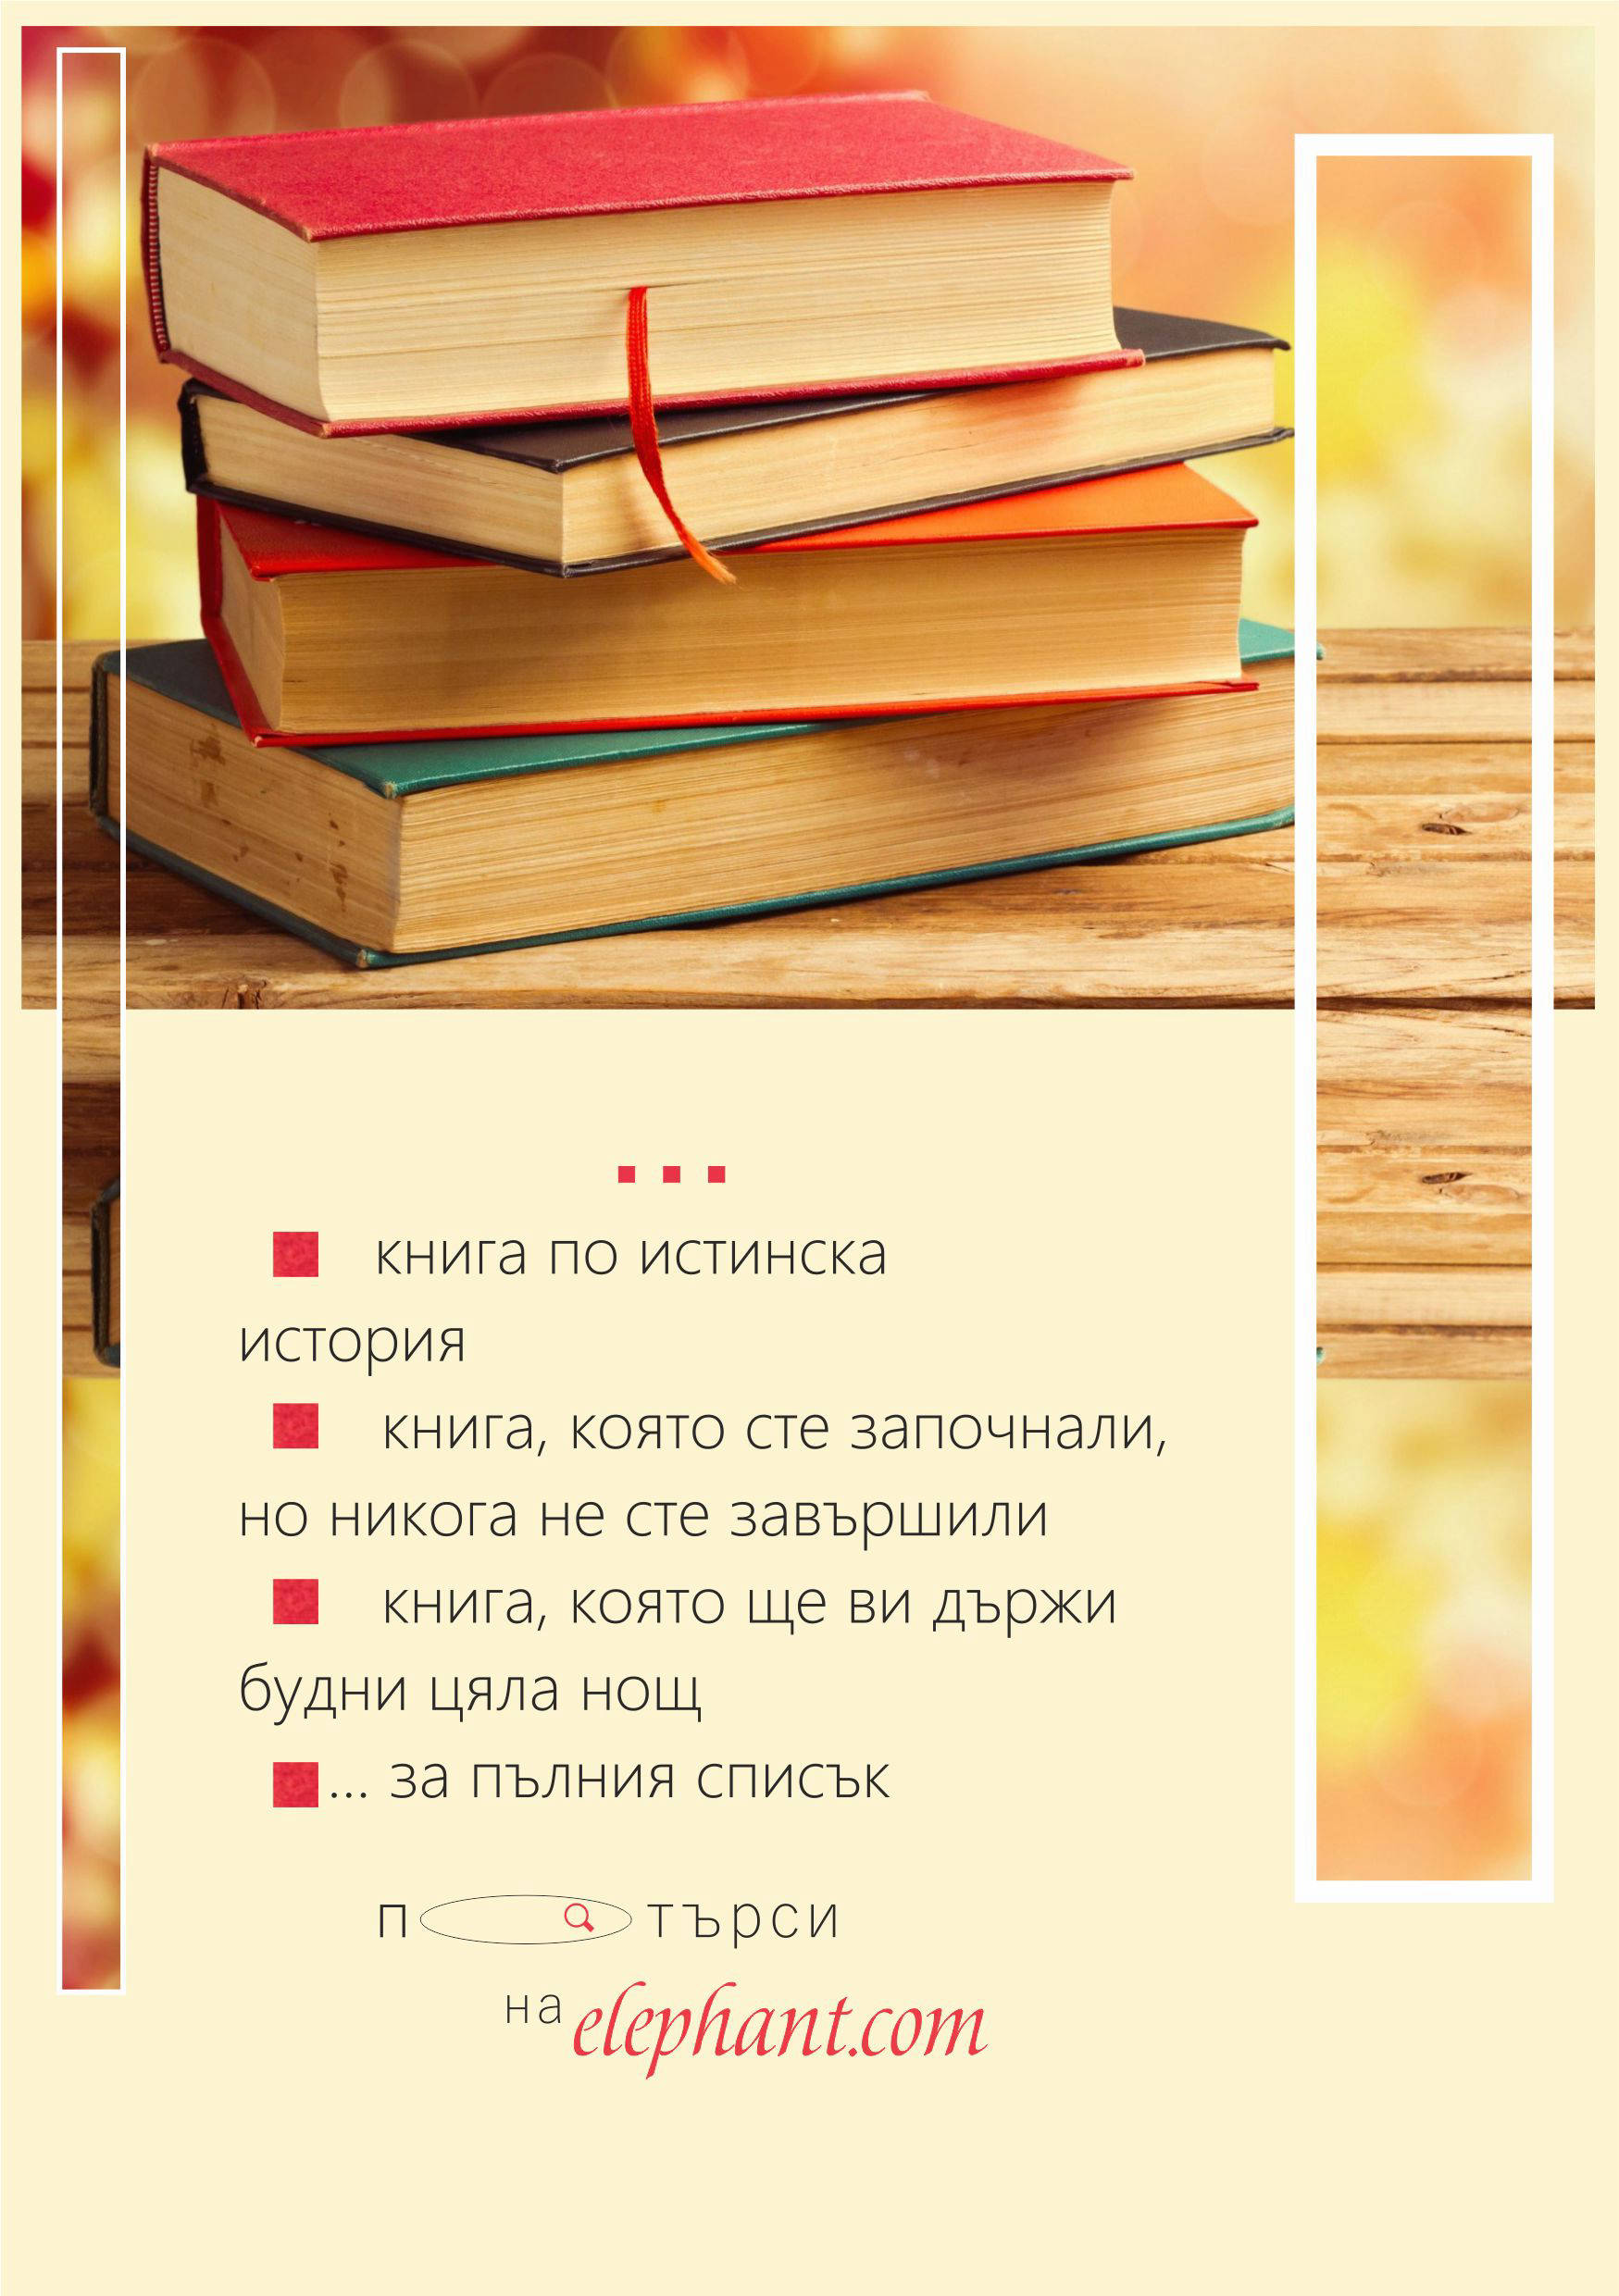 книга по истинска
история
книга, която сте започнали,
но никога не сте завършили
книга, която ще ви държи
будни цяла нощ
... за пълния списък
п търси
на elephant.com